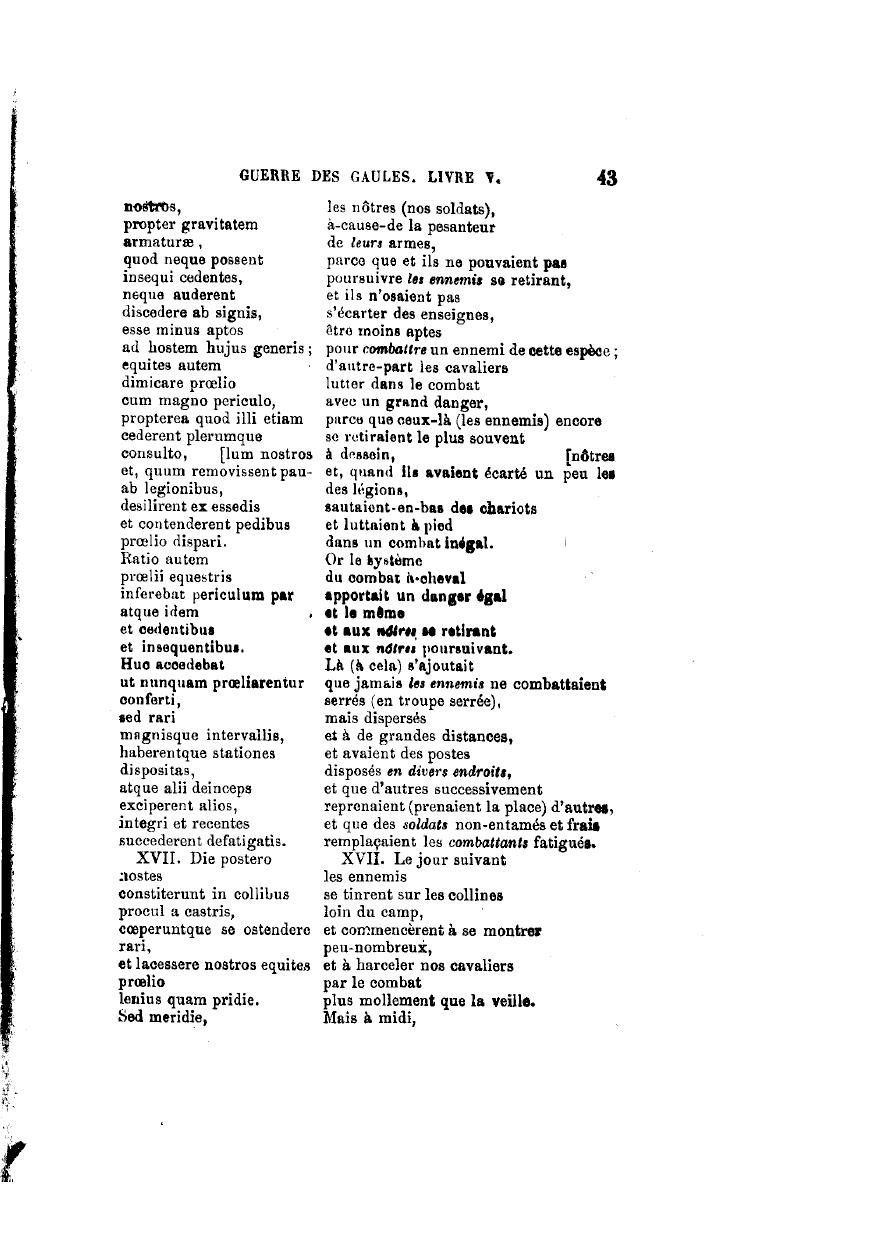 GUERRE DES GAULES. LIVRE V. 43
nostros, les nôtres (nos soldats),
propter gravitatem à-cause-de la pesanteur
armaturæ, de leurs armes,
quod neque possent parce que et ils ne pouvaient pas
insequi cedentes, poursuivre les ennemis se retirant,
neque auderent et ils n'osaient pas
discedere ab signis, s'écarter des enseignes,
esse minus aptos être moins aptes
ad hostem hujus generis; pour combattre un ennemi de cette espèce;
equites autem d'autre-part les cavaliers
dimicare prœlio lutter dans le combat
cum magno periculo, avec un grand danger,
propterea quod illi etiam parce que ceux-là (les ennemis) encore
cederent plerumque se retiraient le plus souvent
consulto, [lum nostros à dessein, [nôtres
et, quum removissent pau- et, quand ils avaient écarté un peu les
ab legionibus, des légions,
desilirent ex essedis sautaient-en-bas des chariots
et contenderent pedibus et luttaient à pied
prœlio dispari. dans un combat inégal.
Ratio autem Or le système
prœlii equestris du combat à-cheval
inferebat periculum par apportait un danger égal
atque idem et le même
et cedentibus et aux nôtres se retirant
et insequentibus. et aux nôtres poursuivant.
Huc accedebat Là (à cela) s'ajoutait
ut nunquam prœliarentur que jamais les ennemis ne combattaient
conferti, serrés (en troupe serrée),
sed rari mais dispersés
magnisque intervallis, et à de grandes distances,
haberentque stationes et avaient des postes
dispositas, disposés en divers endroits,
atque alii deinceps et que d'autres successivement
exciperent alios, reprenaient (prenaient la place) d'autres,
integri et recentes et que des soldats non-entamés et frais
succederent defatigatis. remplaçaient les combattants fatigués.
XVII. Die postero XVII. Le jour suivant
hostes les ennemis
constiterunt in collibus se tinrent sur les collines
procul a castris, loin du camp,
cœperuntque se ostendere et commencèrent à se montrer
rari, peu-nombreux,
et lacessere nostros equites et à harceler nos cavaliers
prœlio par le combat
lenius quam pridie. plus mollement que la veille.
Sed meridie, Mais à midi,